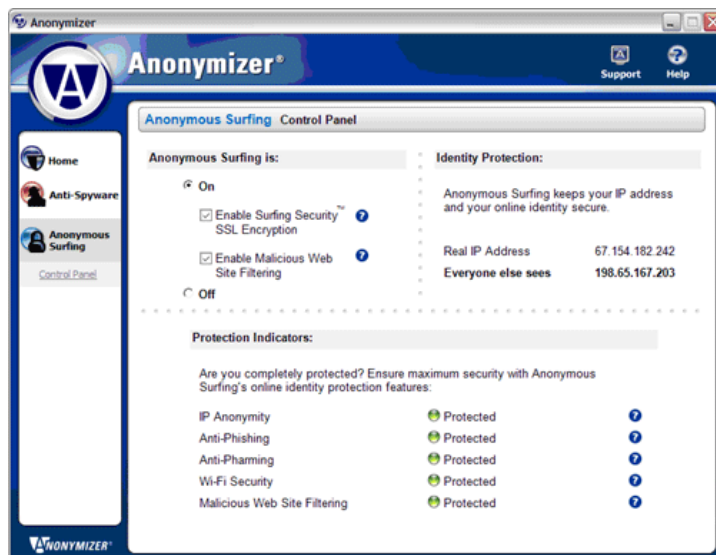 Anonymizer
Anonymizer®
Support
Help
Home
Anti-Spyware
Anonymous
Surfing
Control Panel
Anonymous Surfing Control Panel
Anonymous Surfing is:
On
Enable Surfing Security™
SSL Encryption
Enable Malicious Web
Site Filtering
Off
Identity Protection:
Anonymous Surfing keeps your IP address
and your online identity secure.
Real IP Address 67.154.182.242
Everyone else sees 198.65.167.203
Protection Indicators:
Are you completely protected? Ensure maximum security with Anonymous
Surfing's online identity protection features:
IP Anonymity Protected
Anti-Phishing Protected
Anti-Pharming Protected
Wi-Fi Security Protected
Malicious Web Site Filtering Protected
ANONYMIZER®